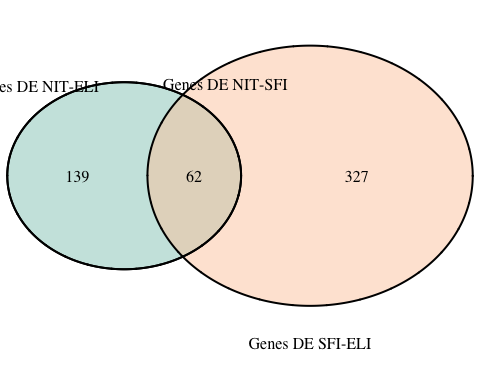 es DE NIT-ELI
Genes DE NIT-SFI
139
62
327
Genes DE SFI-ELI